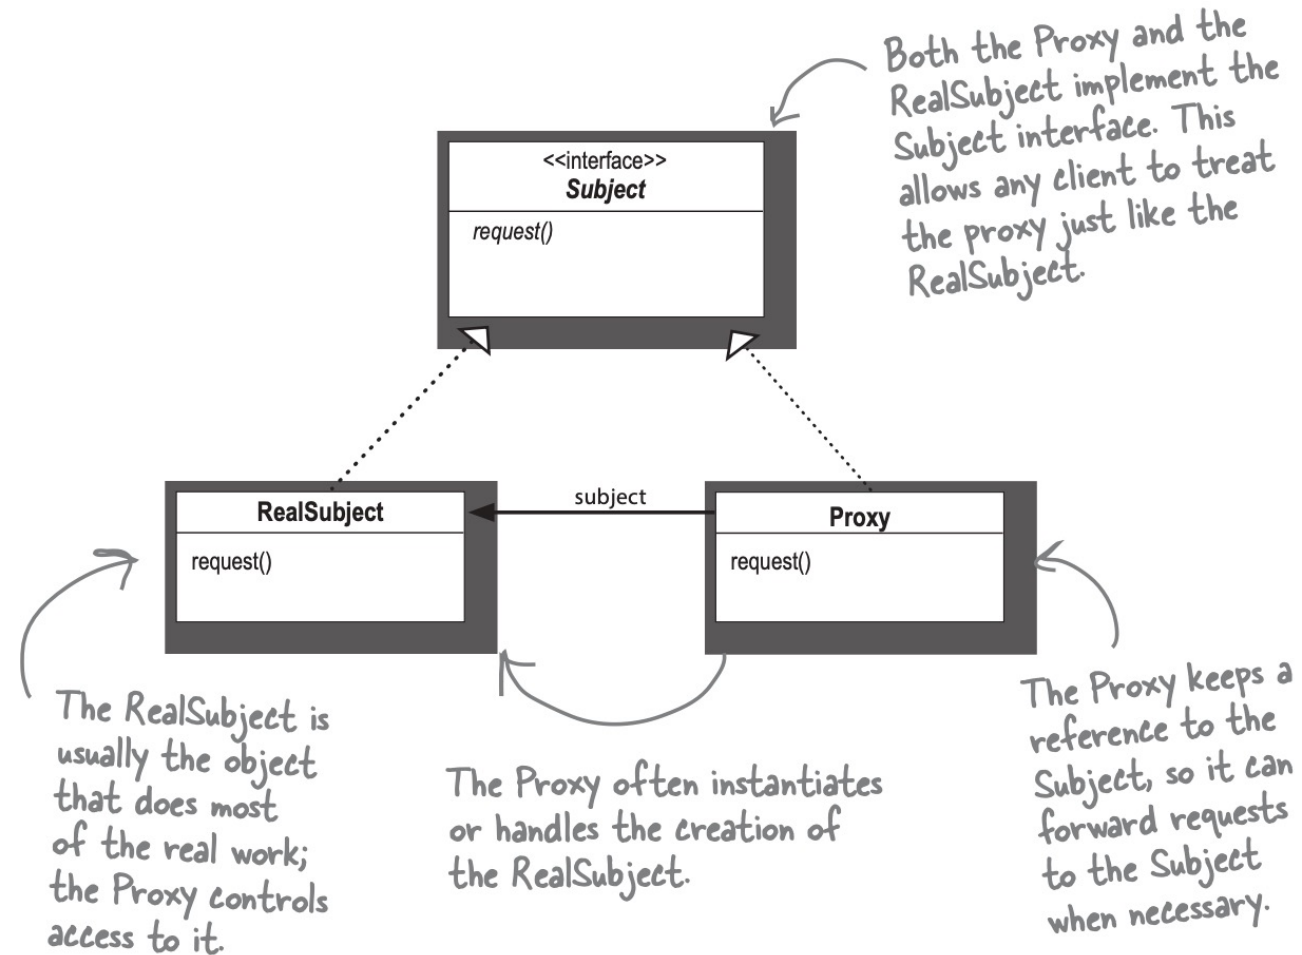 Both the Proxy and the
RealSubject implement the
Subject interface. This
allows any client to treat
the proxy just like the
RealSubject.
<<interface>>
Subject
request()
RealSubject
request()
subject
Proxy
request()
The RealSubject is
usually the object
that does most
of the real work;
the Proxy controls
access to it.
The Proxy often instantiates
or handles the creation of
the RealSubject.
The Proxy keeps a
reference to the
Subject, so it can
forward requests
to the Subject
when necessary.